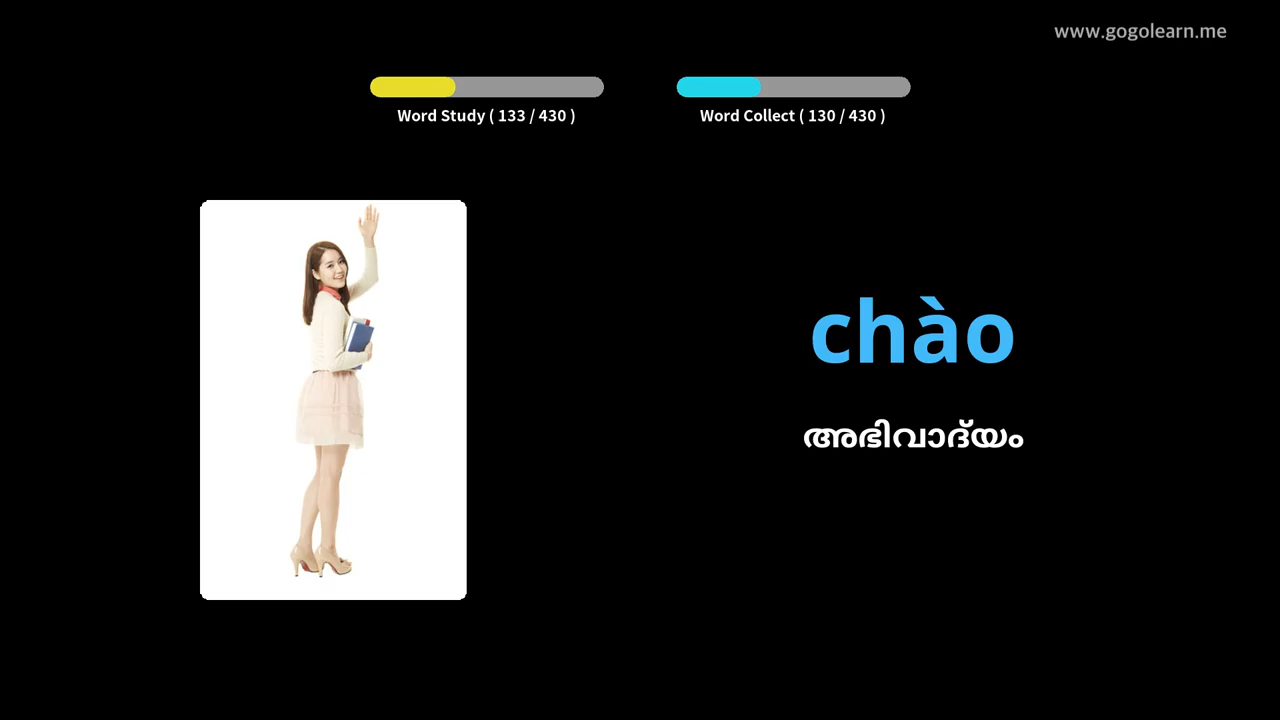 www.gogolearn.me
Word Study ( 133 / 430 )
Word Collect ( 130 / 430 )
chào
അഭിവാദ്യം